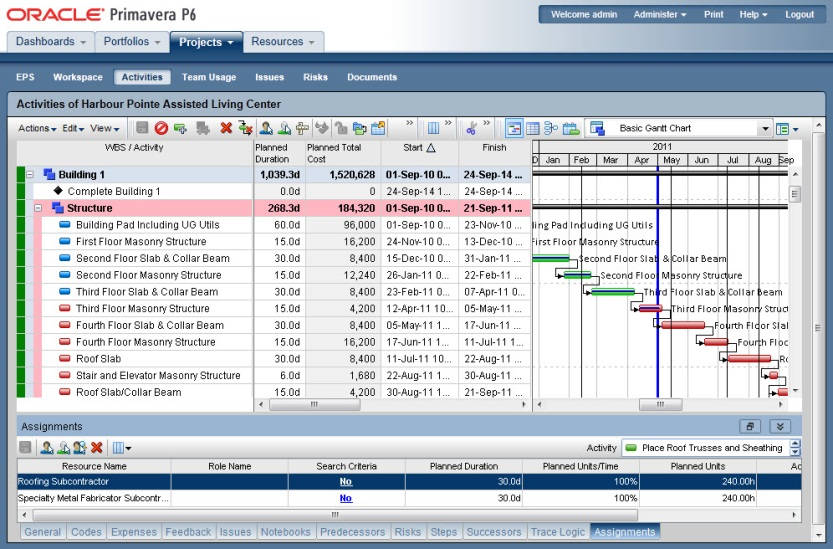 ORACLE Primavera P6
Welcome admin Administer Print Help Logout
Dashboards Portfolios Projects Resources
EPS Workspace Activities Team Usage Issues Risks Documents
Activities of Harbour Pointe Assisted Living Center
Actions Edit View » » » Basic Gantt Chart
WBS / Activity Planned Duration Planned Total Cost Start Finish 2011
D Jan Feb Mar Apr May Jun Jul Aug Sep
Building 1 1,039.3d 1,520,628 01-Sep-10 0... 24-Sep-14 ...
Complete Building 1 0.0d 0 24-Sep-14 1... 24-Sep-14 ...
Structure 268.3d 184,320 01-Sep-10 0... 21-Sep-11 ...
Building Pad Including UG Utils 60.0d 96,000 01-Sep-10 0... 23-Nov-10 ... ling Pad Including UG Utils
First Floor Masonry Structure 15.0d 16,200 24-Nov-10 0... 13-Dec-10 ... First Floor Masonry Structure
Second Floor Slab & Collar Beam 30.0d 8,400 15-Dec-10 0... 31-Jan-11 ... Second Floor Slab & Collar Beam
Second Floor Masonry Structure 15.0d 12,240 26-Jan-11 0... 22-Feb-11 ... Second Floor Masonry Structure
Third Floor Slab & Collar Beam 30.0d 8,400 23-Feb-11 0... 07-Apr-11 0... Third Floor Slab & Collar Beam
Third Floor Masonry Structure 15.0d 4,200 12-Apr-11 10... 05-May-11 ... Third Floor Masonry Struc
Fourth Floor Slab & Collar Beam 30.0d 8,400 05-May-11 1... 17-Jun-11 ... Fourth Floor Slal
Fourth Floor Masonry Structure 15.0d 16,200 17-Jun-11 1... 11-Jul-11 1... Fourth Floo
Roof Slab 30.0d 8,400 11-Jul-11 10... 22-Aug-11 ... Ro
Stair and Elevator Masonry Structure 6.0d 1,680 22-Aug-11 1... 30-Aug-11 ...
Roof Slab/Collar Beam 15.0d 4,200 30-Aug-11 1... 21-Sep-11 ...
Assignments
Activity Place Roof Trusses and Sheathing
Resource Name Role Name Search Criteria Planned Duration Planned Units/Time Planned Units Ac
Roofing Subcontractor No 30.0d 100% 240.00h
Specialty Metal Fabricator Subcontr... No 30.0d 100% 240.00h
General Codes Expenses Feedback Issues Notebooks Predecessors Risks Steps Successors Trace Logic Assignments